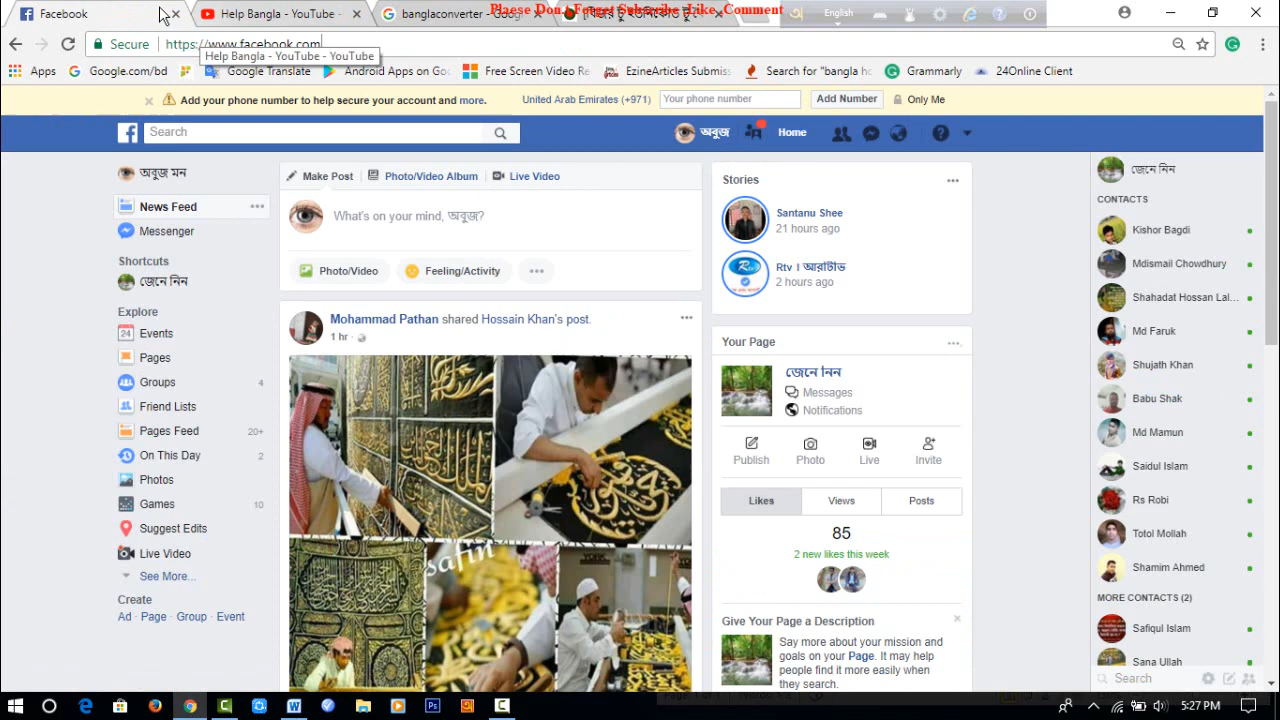 Facebook
Help Bangla - YouTube -
banglaconverter - Goog
Plaese Don,t Forget Subscribe, Like, Comment
English
Secure
https://www.facebook.com
Help Bangla - YouTube - YouTube
Apps
Google.com/bd
Google Translate
Android Apps on Goo
Free Screen Video Re
EzineArticles Submiss
Search for "bangla ho
Grammarly
24Online Client
Add your phone number to help secure your account and more.
United Arab Emirates (+971)
Your phone number
Add Number
Only Me
Search
অবুজ
Home
অবুজ মন
News Feed
Messenger
Shortcuts
জেনে নিন
Explore
Events
Pages
Groups 4
Friend Lists
Pages Feed 20+
On This Day 2
Photos
Games 10
Suggest Edits
Live Video
See More...
Create
Ad · Page · Group · Event
Make Post
Photo/Video Album
Live Video
What's on your mind, অবুজ?
Photo/Video
Feeling/Activity
Mohammad Pathan shared Hossain Khan's post.
1 hr ·
safin
Stories
Santanu Shee
21 hours ago
Rtv । আরটিভি
2 hours ago
Your Page
জেনে নিন
Messages
Notifications
Publish
Photo
Live
Invite
Likes
Views
Posts
85
2 new likes this week
Give Your Page a Description
Say more about your mission and
goals on your Page. It may help
people find it more easily when
they search.
জেনে নিন
CONTACTS
Kishor Bagdi
Mdismail Chowdhury
Shahadat Hossan Lal...
Md Faruk
Shujath Khan
Babu Shak
Md Mamun
Saidul Islam
Rs Robi
Totol Mollah
Shamim Ahmed
MORE CONTACTS (2)
Safiqul Islam
Sana Ullah
Search
5:27 PM